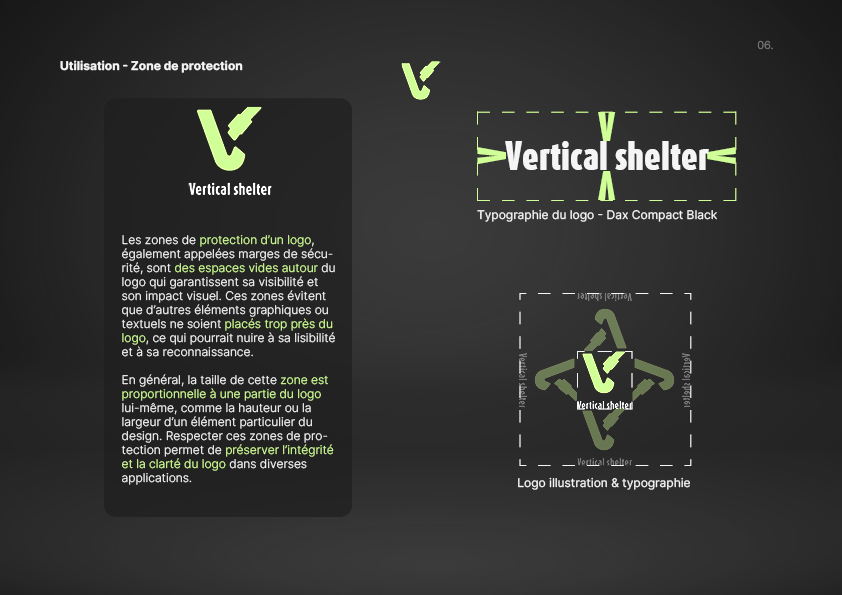 06.
Utilisation - Zone de protection
Vertical shelter
Les zones de protection d'un logo,
également appelées marges de sécu-
rité, sont des espaces vides autour du
logo qui garantissent sa visibilité et
son impact visuel. Ces zones évitent
que d'autres éléments graphiques ou
textuels ne soient placés trop près du
logo, ce qui pourrait nuire à sa lisibilité
et à sa reconnaissance.
En général, la taille de cette zone est
proportionnelle à une partie du logo
lui-même, comme la hauteur ou la
largeur d'un élément particulier du
design. Respecter ces zones de pro-
tection permet de préserver l'intégrité
et la clarté du logo dans diverses
applications.
Vertical shelter
Typographie du logo - Dax Compact Black
Vertical shelter
Vertical shelter
Vertical shelter
Vertical shelter
Vertical shelter
Logo illustration & typographie